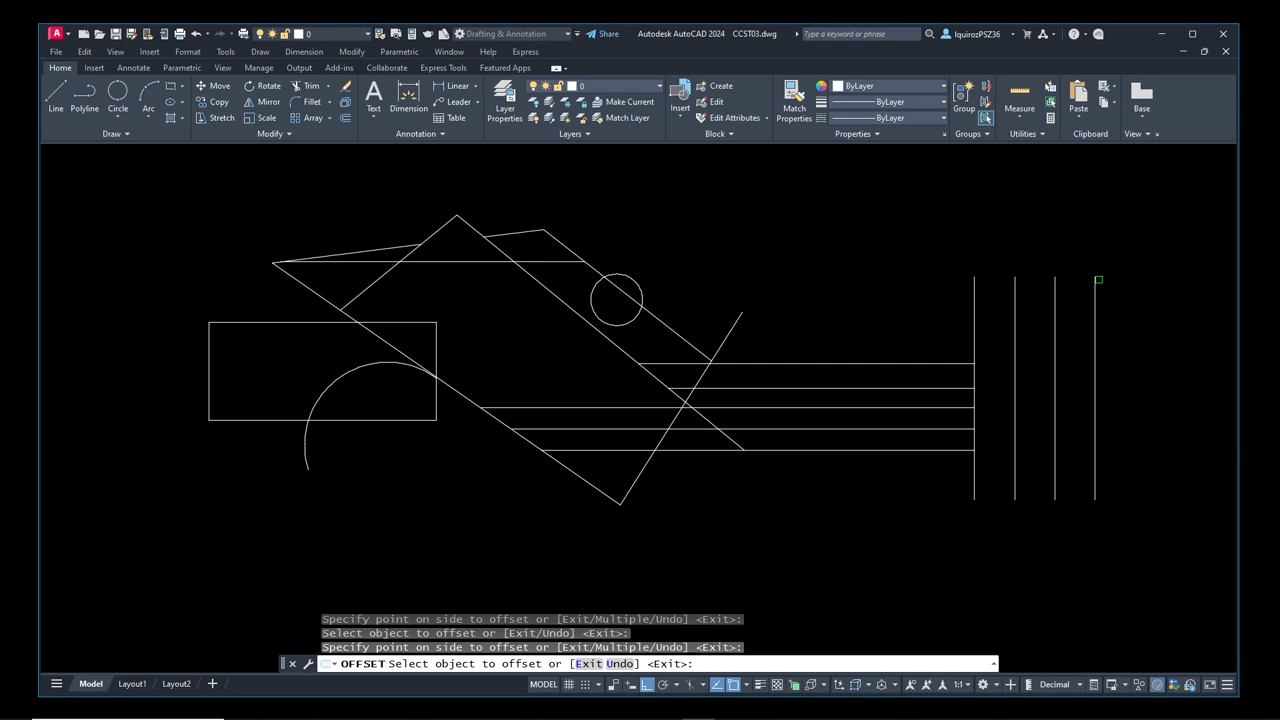 A 0 Drafting & Annotation Share Autodesk AutoCAD 2024 CCST03.dwg Type a keyword or phrase lquirozPSZ36
File Edit View Insert Format Tools Draw Dimension Modify Parametric Window Help Express
Home Insert Annotate Parametric View Manage Output Add-ins Collaborate Express Tools Featured Apps
Move Trim Linear 0 Create ByLayer
Line Polyline Circle Arc Copy Mirror Fillet Text Dimension Leader Layer Properties Make Current Insert Edit Match Properties ByLayer Group Measure Paste Base
Stretch Scale Array Table Match Layer Edit Attributes ByLayer
Draw Modify Annotation Layers Block Properties Groups Utilities Clipboard View
Specify point on side to offset or [Exit/Multiple/Undo] <Exit>:
Select object to offset or [Exit/Undo] <Exit>:
Specify point on side to offset or [Exit/Multiple/Undo] <Exit>:
OFFSET Select object to offset or [Exit Undo] <Exit>:
Model Layout1 Layout2 + MODEL 1:1 Decimal